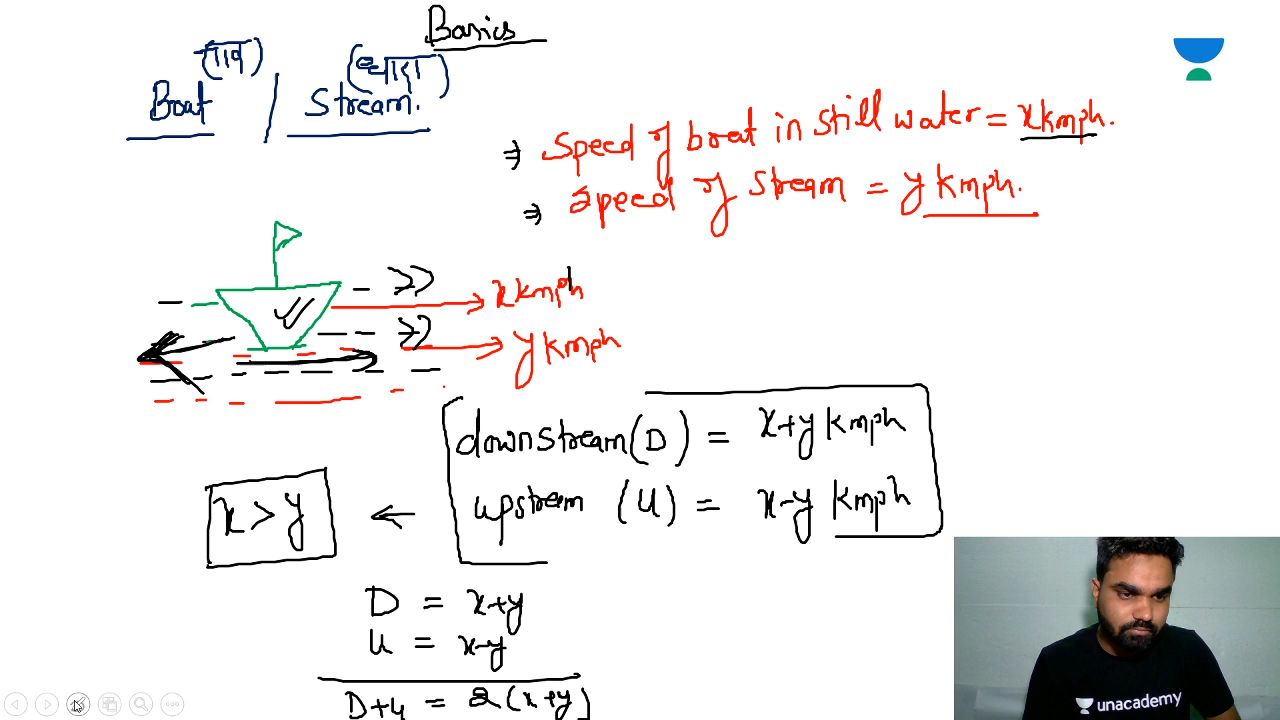 Basics
(नाव) (धारा)
Boat / Stream.
⇒ Speed of boat in still water = x kmph.
⇒ Speed of stream = y kmph.
x kmph
y kmph
downstream (D) = x+y kmph
upstream (U) = x-y kmph
x > y ←
D = x+y
U = x-y
D+U = 2(x+y)
unacademy